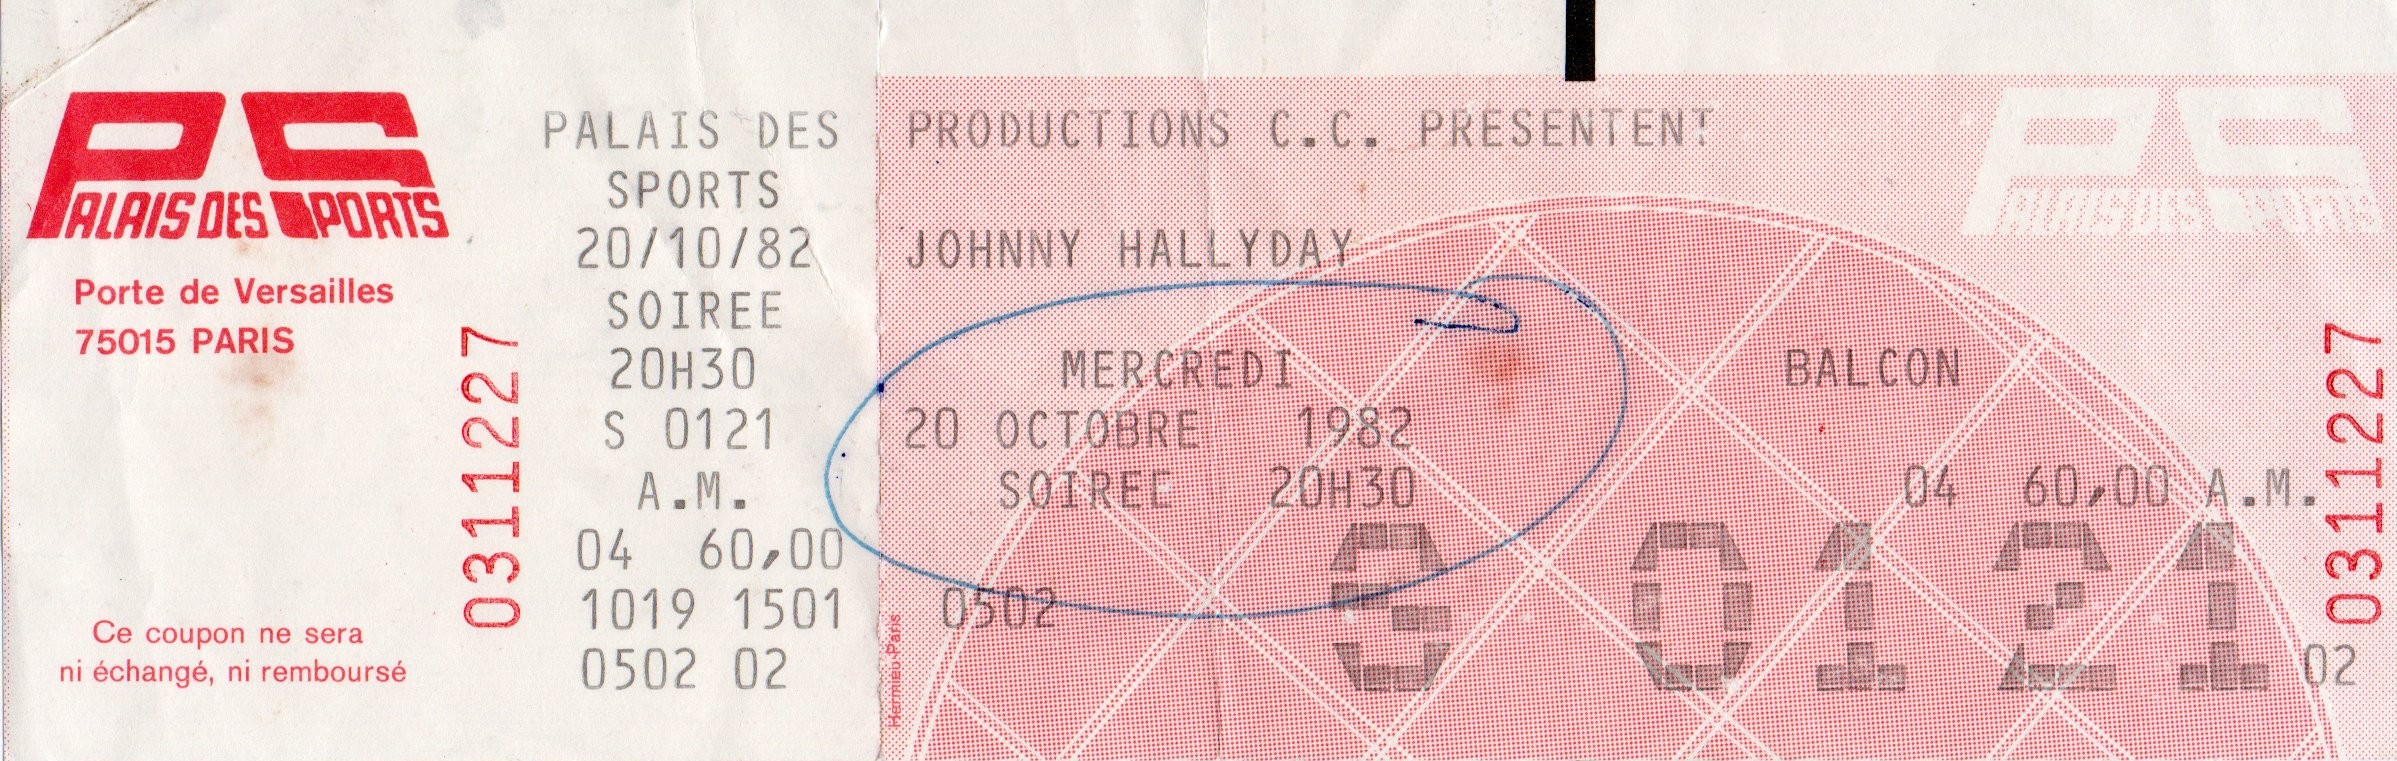 PALAIS DES SPORTS
Porte de Versailles
75015 PARIS
Ce coupon ne sera
ni échangé, ni remboursé
0311227
PALAIS DES
SPORTS
20/10/82
SOIREE
20H30
S 0121
A.M.
04 60,00
1019 1501
0502 02
PRODUCTIONS C.C. PRESENTENT
JOHNNY HALLYDAY
MERCREDI BALCON
20 OCTOBRE 1982
SOIREE 20H30 04 60,00 A.M.
0502 S 0121 02
Hermieu-Paris
PALAIS DES SPORTS
0311227